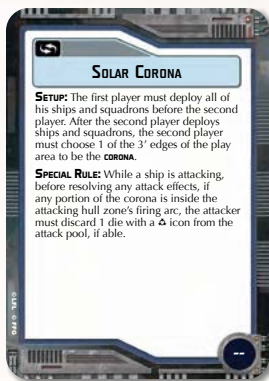 SOLAR CORONA
SETUP: The first player must deploy all of
his ships and squadrons before the second
player. After the second player deploys
ships and squadrons, the second player
must choose 1 of the 3' edges of the play
area to be the CORONA.
SPECIAL RULE: While a ship is attacking,
before resolving any attack effects, if
any portion of the corona is inside the
attacking hull zone's firing arc, the attacker
must discard 1 die with a icon from the
attack pool, if able.
© LFL © FFG
--